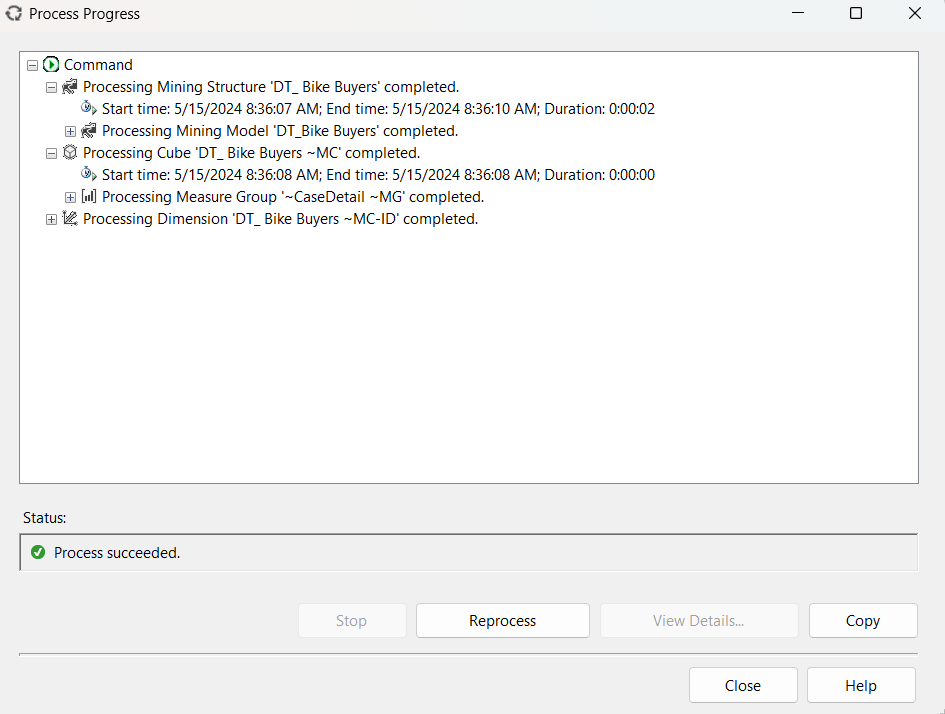 Process Progress
Command
Processing Mining Structure 'DT_ Bike Buyers' completed.
Start time: 5/15/2024 8:36:07 AM; End time: 5/15/2024 8:36:10 AM; Duration: 0:00:02
Processing Mining Model 'DT_Bike Buyers' completed.
Processing Cube 'DT_ Bike Buyers ~MC' completed.
Start time: 5/15/2024 8:36:08 AM; End time: 5/15/2024 8:36:08 AM; Duration: 0:00:00
Processing Measure Group '~CaseDetail ~MG' completed.
Processing Dimension 'DT_ Bike Buyers ~MC-ID' completed.
Status:
Process succeeded.
Stop Reprocess View Details... Copy
Close Help